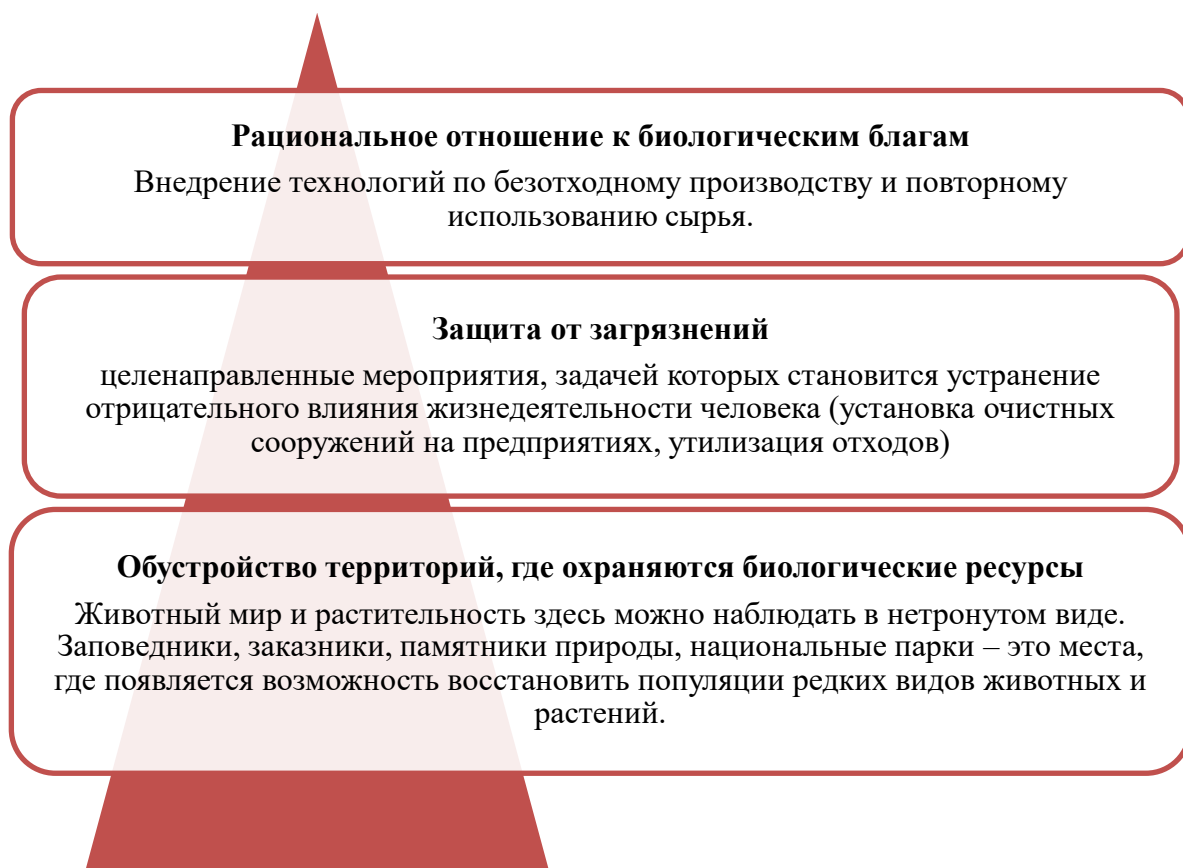 Рациональное отношение к биологическим благам
Внедрение технологий по безотходному производству и повторному
использованию сырья.
Защита от загрязнений
целенаправленные мероприятия, задачей которых становится устранение
отрицательного влияния жизнедеятельности человека (установка очистных
сооружений на предприятиях, утилизация отходов)
Обустройство территорий, где охраняются биологические ресурсы
Животный мир и растительность здесь можно наблюдать в нетронутом виде.
Заповедники, заказники, памятники природы, национальные парки – это места,
где появляется возможность восстановить популяции редких видов животных и
растений.